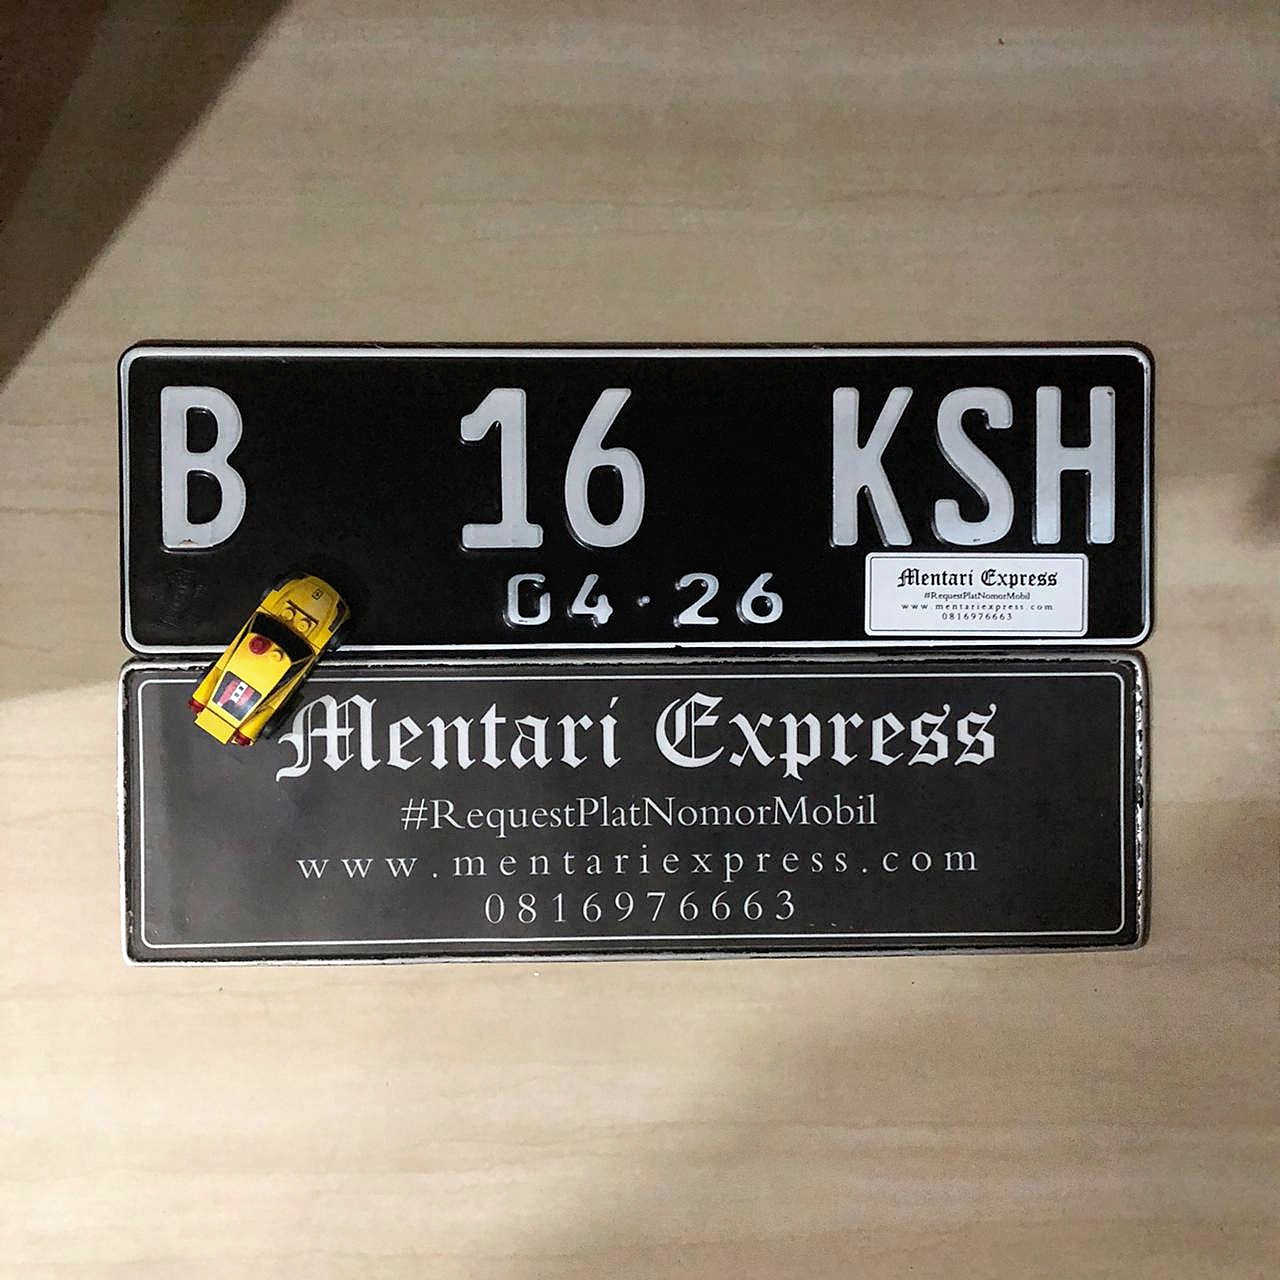 B 16 KSH
04·26
Mentari Express
#RequestPlatNomorMobil
www.mentariexpress.com
0816976663
Mentari Express
#RequestPlatNomorMobil
www.mentariexpress.com
0816976663